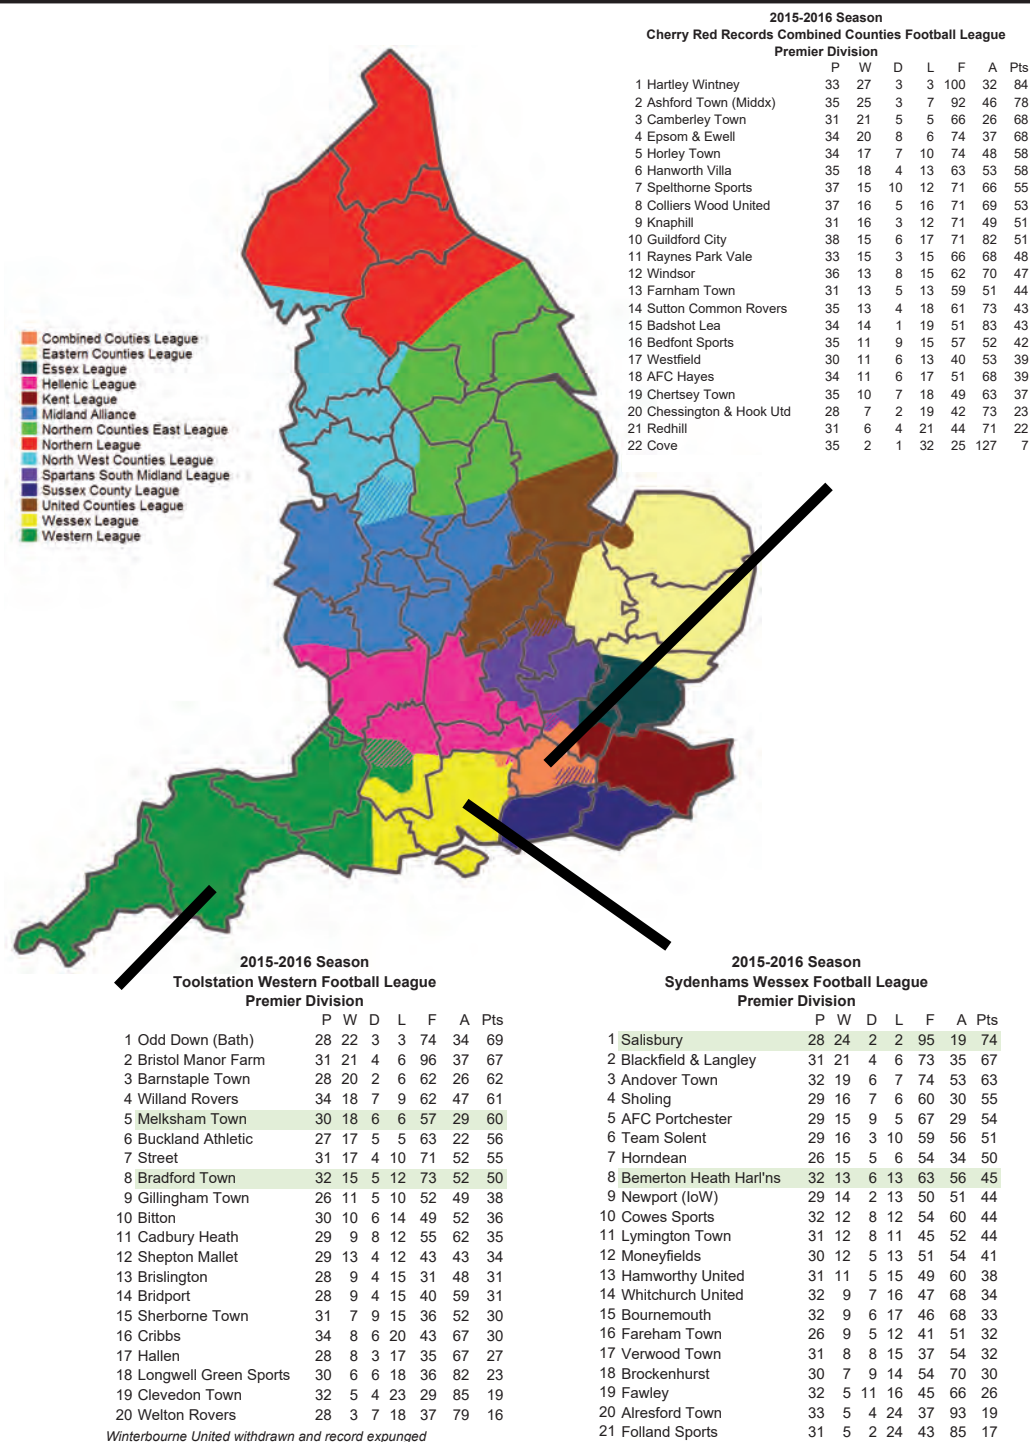 2015-2016 Season
Cherry Red Records Combined Counties Football League
Premier Division
P W D L F A Pts
1 Hartley Wintney 33 27 3 3 100 32 84
2 Ashford Town (Middx) 35 25 3 7 92 46 78
3 Camberley Town 31 21 5 5 66 26 68
4 Epsom & Ewell 34 20 8 6 74 37 68
5 Horley Town 34 17 7 10 74 48 58
6 Hanworth Villa 35 18 4 13 63 53 58
7 Spelthorne Sports 37 15 10 12 71 66 55
8 Colliers Wood United 37 16 5 16 71 69 53
9 Knaphill 31 16 3 12 71 49 51
10 Guildford City 38 15 6 17 71 82 51
11 Raynes Park Vale 33 15 3 15 66 68 48
12 Windsor 36 13 8 15 62 70 47
13 Farnham Town 31 13 5 13 59 51 44
14 Sutton Common Rovers 35 13 4 18 61 73 43
15 Badshot Lea 34 14 1 19 51 83 43
16 Bedfont Sports 35 11 9 15 57 52 42
17 Westfield 30 11 6 13 40 53 39
18 AFC Hayes 34 11 6 17 51 68 39
19 Chertsey Town 35 10 7 18 49 63 37
20 Chessington & Hook Utd 28 7 2 19 42 73 23
21 Redhill 31 6 4 21 44 71 22
22 Cove 35 2 1 32 25 127 7
Combined Couties League
Eastern Counties League
Essex League
Hellenic League
Kent League
Midland Alliance
Northern Counties East League
Northern League
North West Counties League
Spartans South Midland League
Sussex County League
United Counties League
Wessex League
Western League
2015-2016 Season
Toolstation Western Football League
Premier Division
P W D L F A Pts
1 Odd Down (Bath) 28 22 3 3 74 34 69
2 Bristol Manor Farm 31 21 4 6 96 37 67
3 Barnstaple Town 28 20 2 6 62 26 62
4 Willand Rovers 34 18 7 9 62 47 61
5 Melksham Town 30 18 6 6 57 29 60
6 Buckland Athletic 27 17 5 5 63 22 56
7 Street 31 17 4 10 71 52 55
8 Bradford Town 32 15 5 12 73 52 50
9 Gillingham Town 26 11 5 10 52 49 38
10 Bitton 30 10 6 14 49 52 36
11 Cadbury Heath 29 9 8 12 55 62 35
12 Shepton Mallet 29 13 4 12 43 43 34
13 Brislington 28 9 4 15 31 48 31
14 Bridport 28 9 4 15 40 59 31
15 Sherborne Town 31 7 9 15 36 52 30
16 Cribbs 34 8 6 20 43 67 30
17 Hallen 28 8 3 17 35 67 27
18 Longwell Green Sports 30 6 6 18 36 82 23
19 Clevedon Town 32 5 4 23 29 85 19
20 Welton Rovers 28 3 7 18 37 79 16
Winterbourne United withdrawn and record expunged
2015-2016 Season
Sydenhams Wessex Football League
Premier Division
P W D L F A Pts
1 Salisbury 28 24 2 2 95 19 74
2 Blackfield & Langley 31 21 4 6 73 35 67
3 Andover Town 32 19 6 7 74 53 63
4 Sholing 29 16 7 6 60 30 55
5 AFC Portchester 29 15 9 5 67 29 54
6 Team Solent 29 16 3 10 59 56 51
7 Horndean 26 15 5 6 54 34 50
8 Bemerton Heath Harl'ns 32 13 6 13 63 56 45
9 Newport (IoW) 29 14 2 13 50 51 44
10 Cowes Sports 32 12 8 12 54 60 44
11 Lymington Town 31 12 8 11 45 52 44
12 Moneyfields 30 12 5 13 51 54 41
13 Hamworthy United 31 11 5 15 49 60 38
14 Whitchurch United 32 9 7 16 47 68 34
15 Bournemouth 32 9 6 17 46 68 33
16 Fareham Town 26 9 5 12 41 51 32
17 Verwood Town 31 8 8 15 37 54 32
18 Brockenhurst 30 7 9 14 54 70 30
19 Fawley 32 5 11 16 45 66 26
20 Alresford Town 33 5 4 24 37 93 19
21 Folland Sports 31 5 2 24 43 85 17